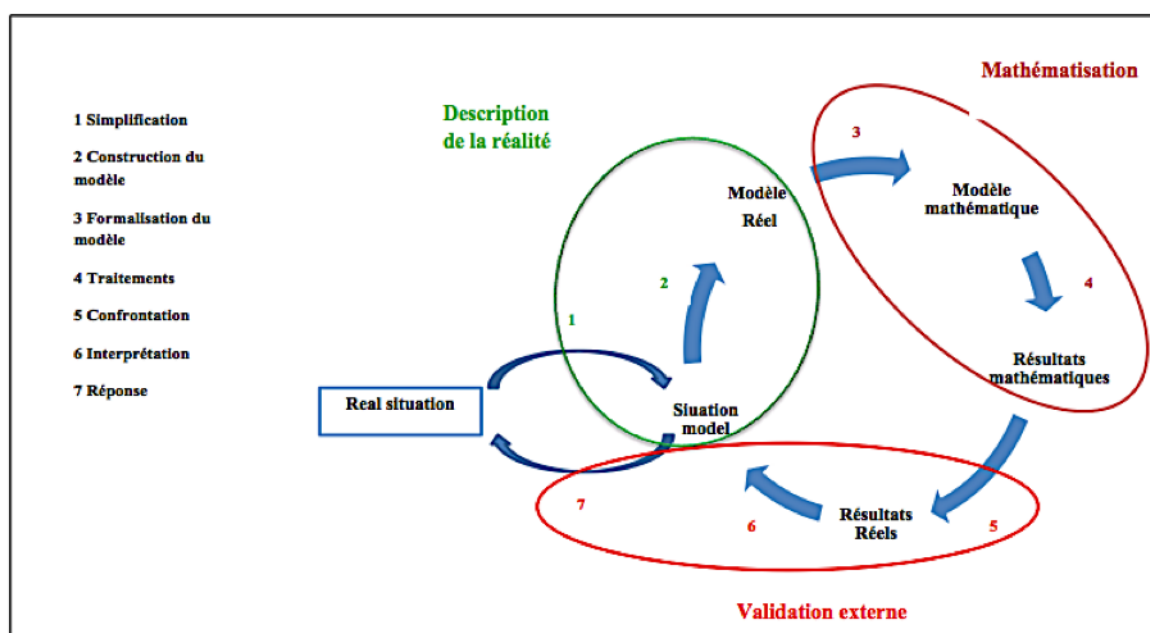 Mathématisation
Description
de la réalité
1 Simplification
2 Construction du
modèle
3 Formalisation du
modèle
4 Traitements
5 Confrontation
6 Interprétation
7 Réponse
3
Modèle
mathématique
Modèle
Réel
2
4
1
Résultats
mathématiques
Real situation
Siuation
model
7
6
Résultats
Réels
5
Validation externe